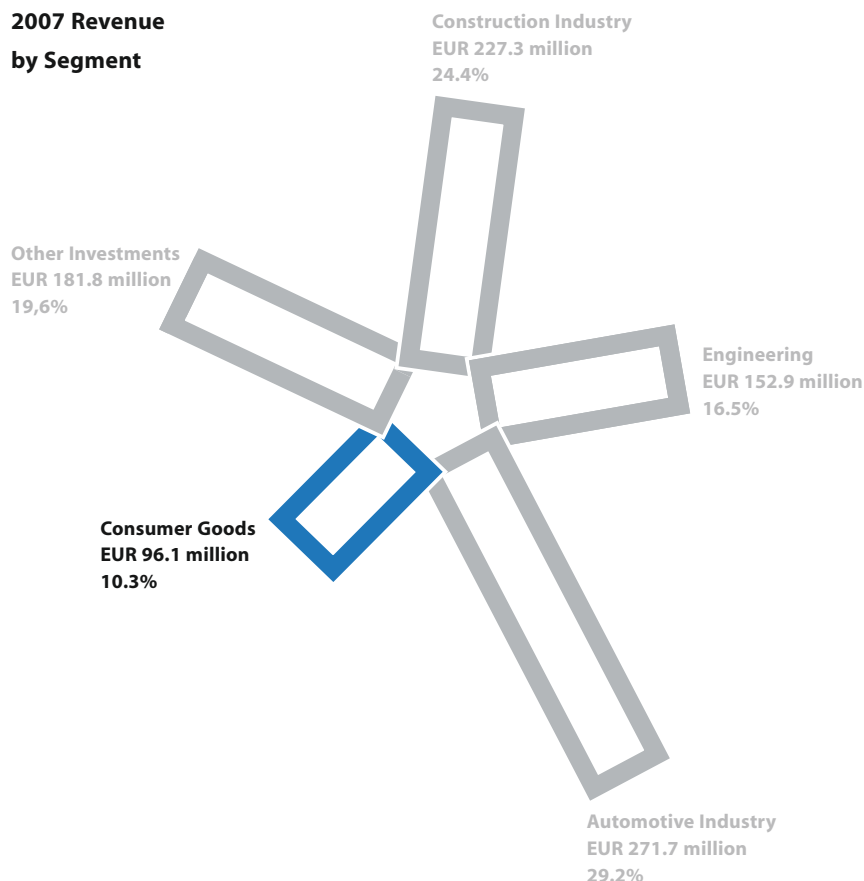 2007 Revenue
by Segment
Construction Industry
EUR 227.3 million
24.4%
Other Investments
EUR 181.8 million
19,6%
Engineering
EUR 152.9 million
16.5%
Consumer Goods
EUR 96.1 million
10.3%
Automotive Industry
EUR 271.7 million
29.2%